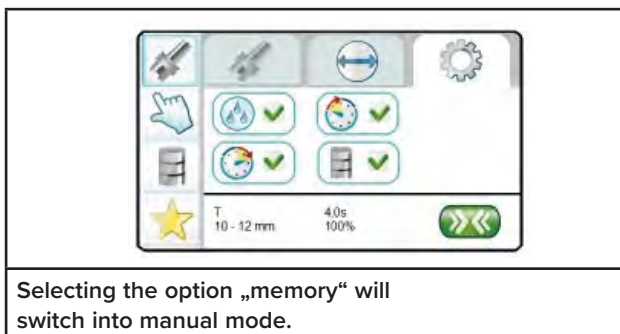 T
10 - 12 mm
4.0s
100%
Selecting the option „memory“ will
switch into manual mode.